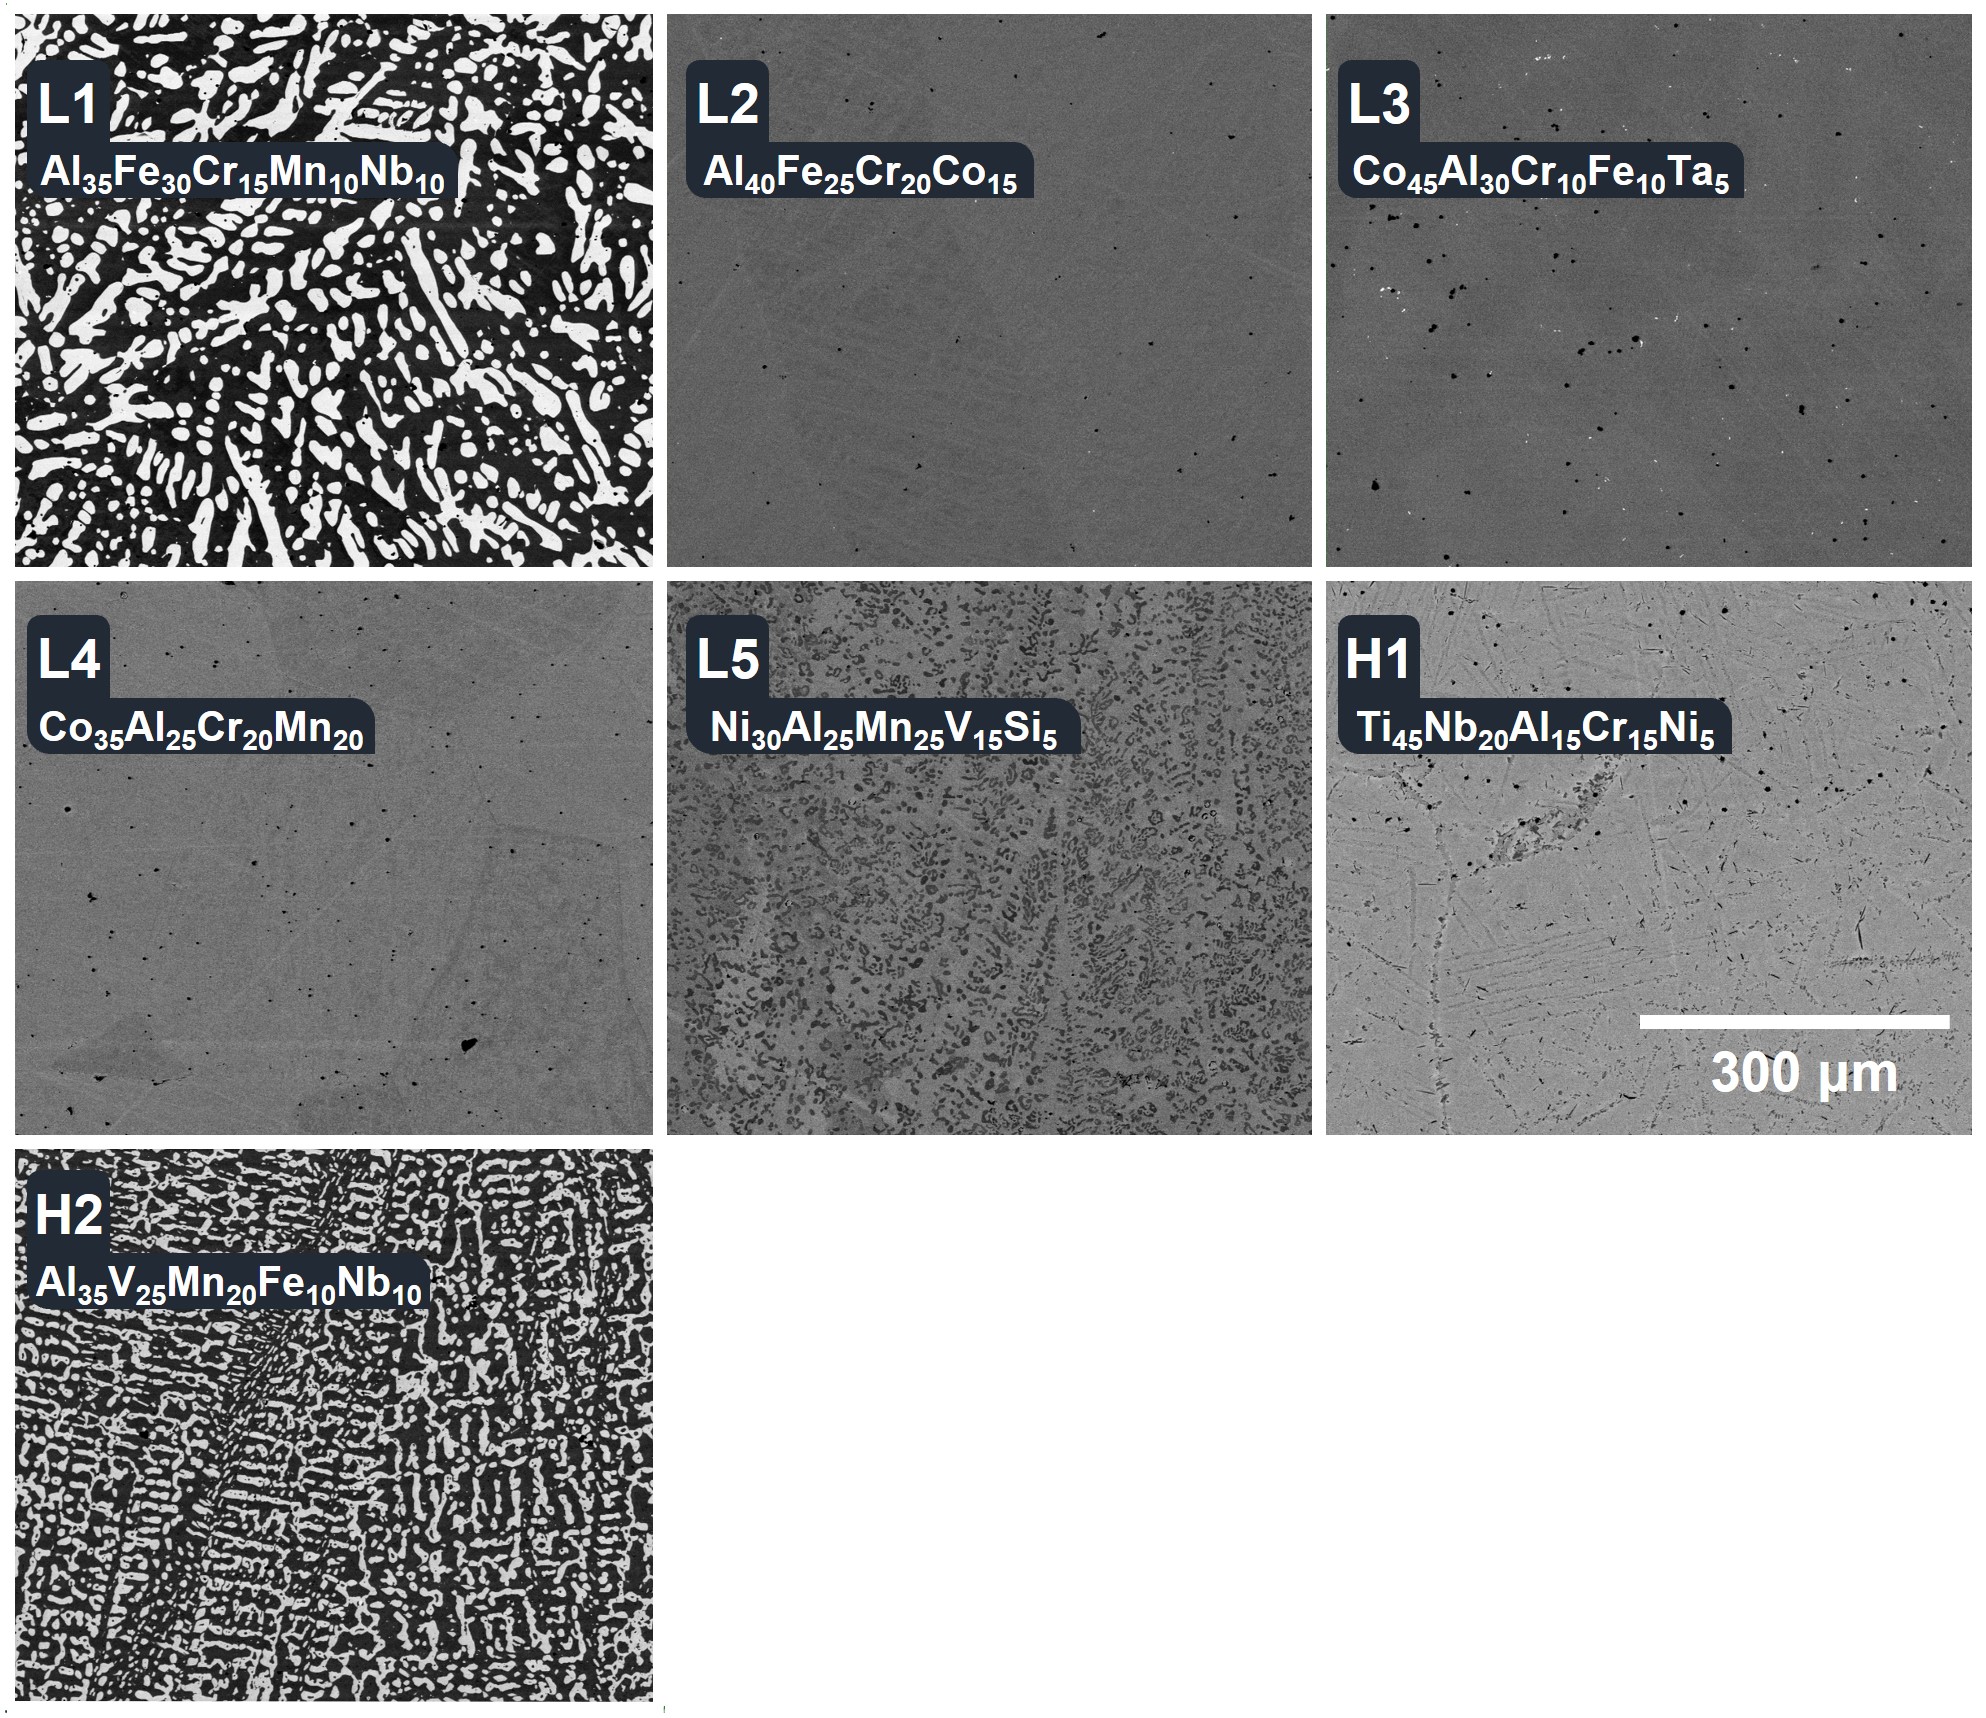 L1
Al35Fe30Cr15Mn10Nb10
L2
Al40Fe25Cr20Co15
L3
Co45Al30Cr10Fe10Ta5
L4
Co35Al25Cr20Mn20
L5
Ni30Al25Mn25V15Si5
H1
Ti45Nb20Al15Cr15Ni5
300 µm
H2
Al35V25Mn20Fe10Nb10